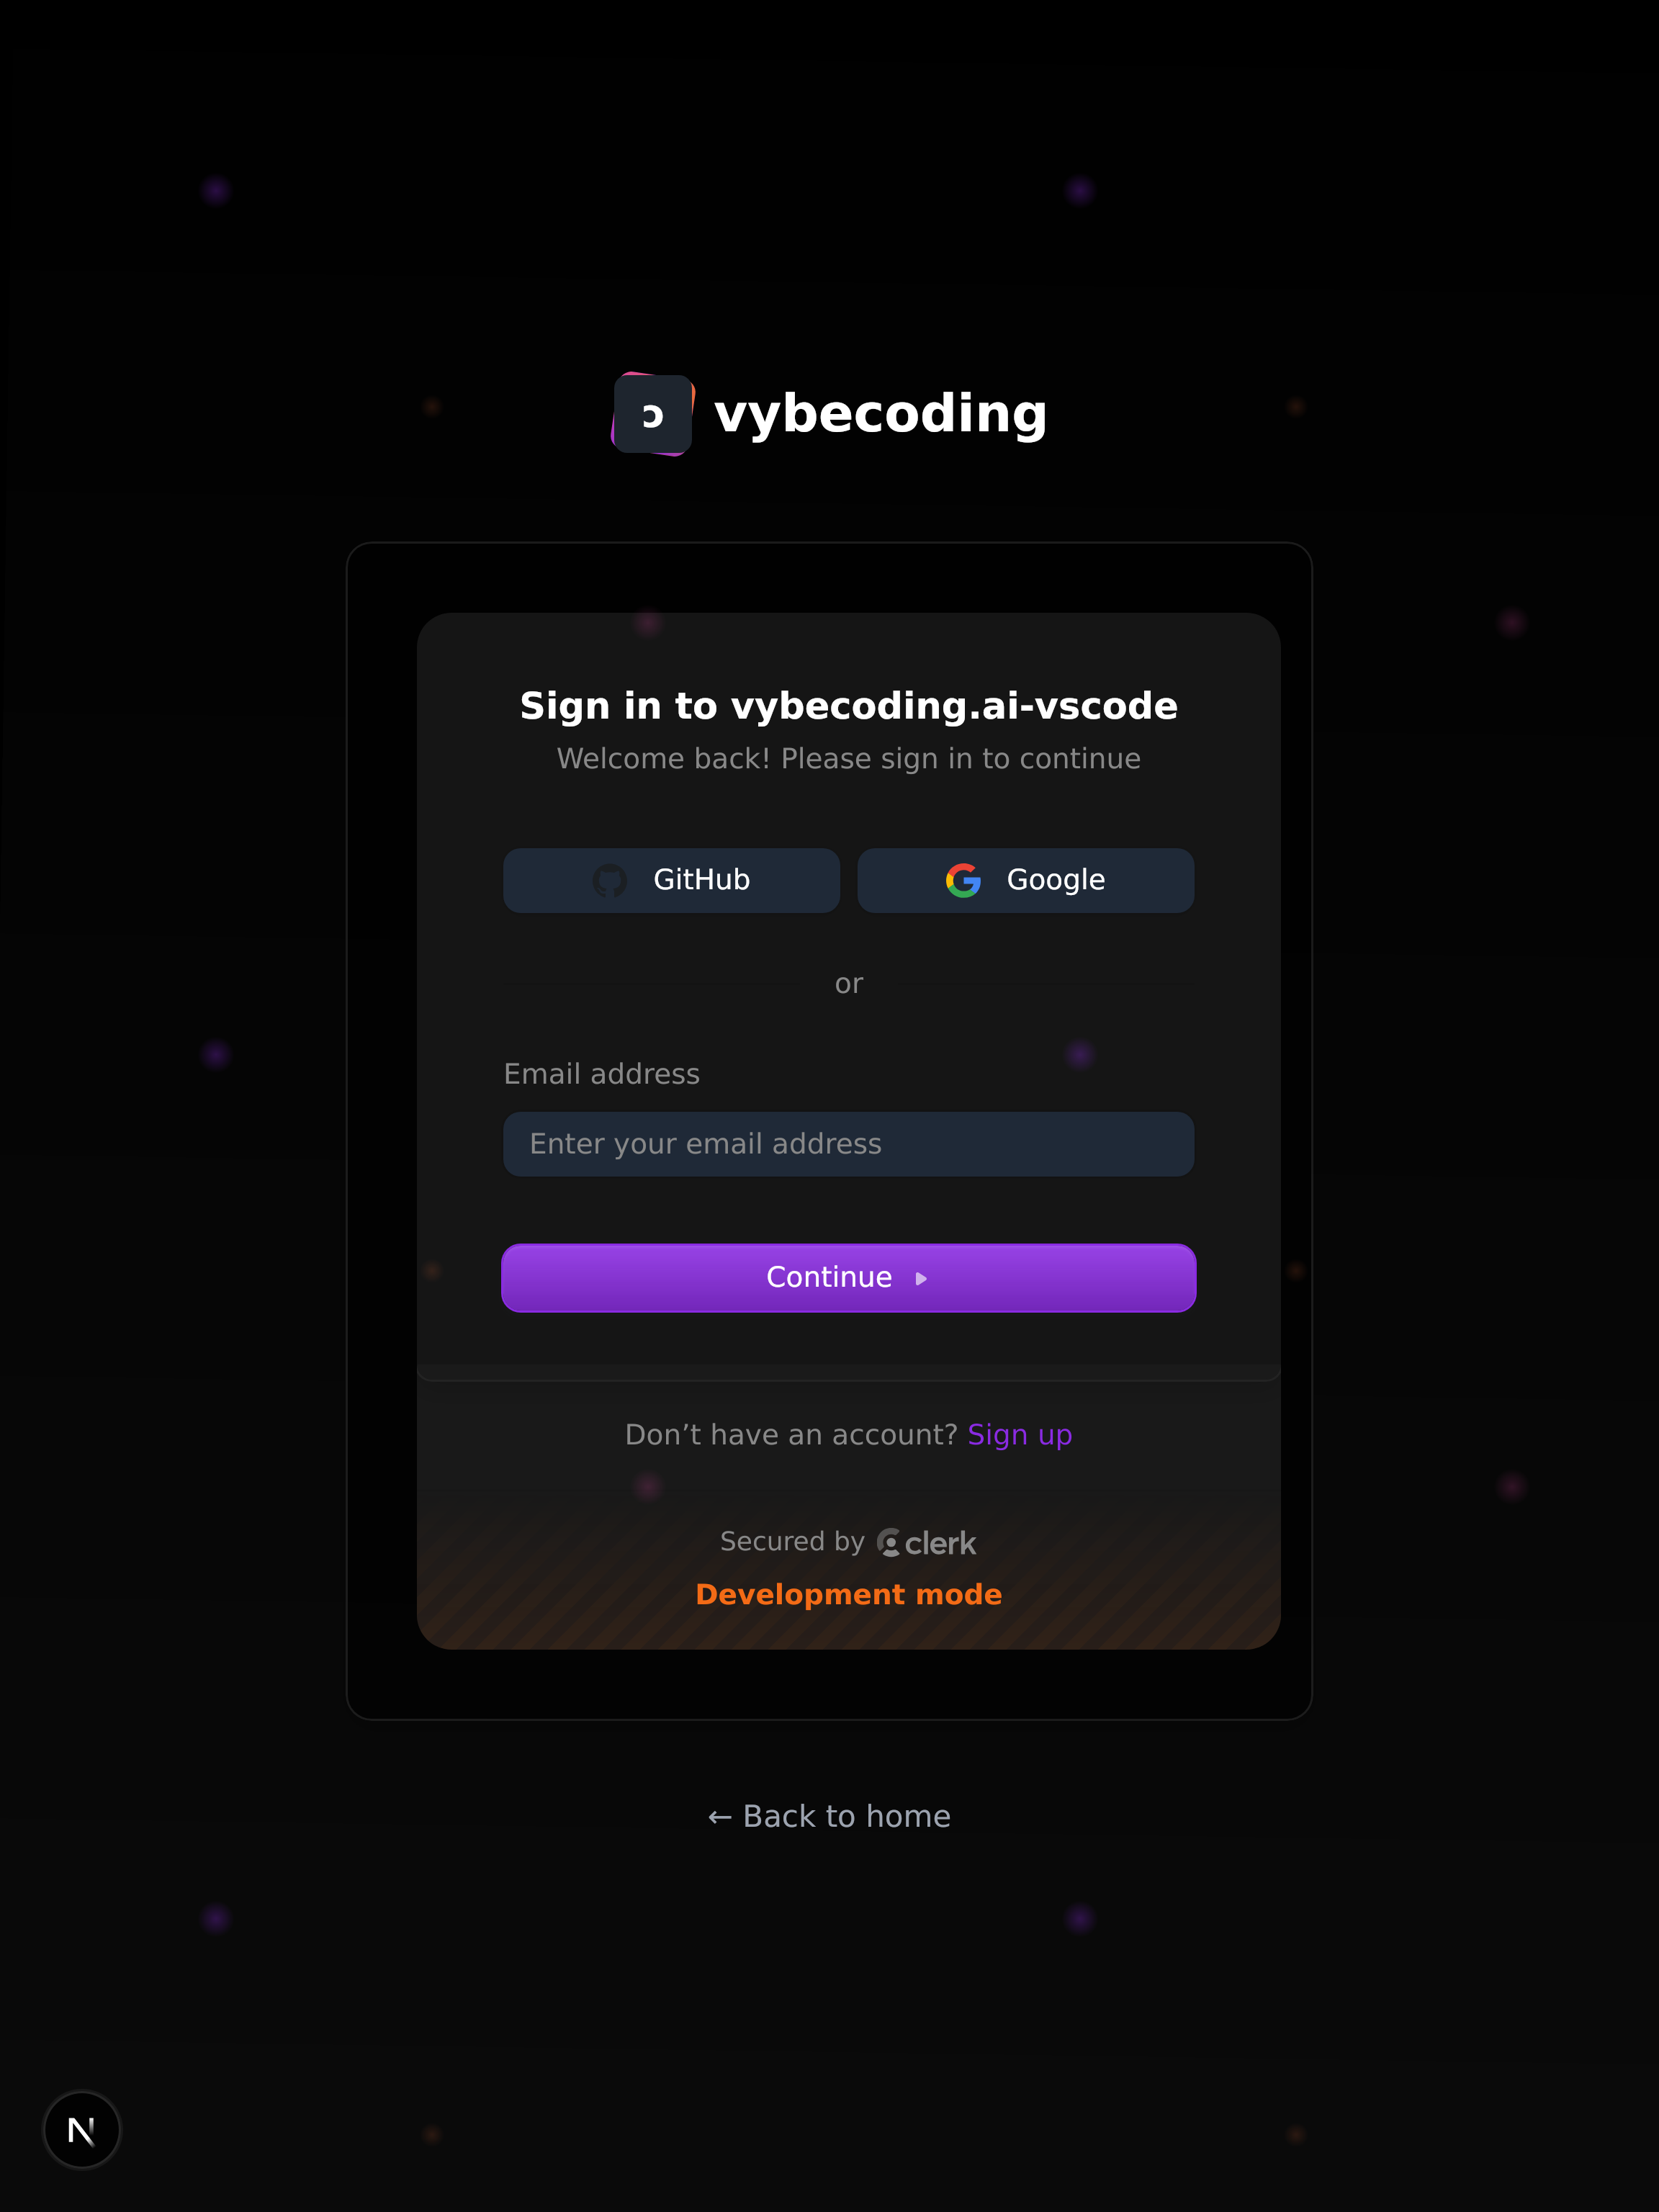 ɔ vybecoding
Sign in to vybecoding.ai-vscode
Welcome back! Please sign in to continue
GitHub Google
or
Email address
Enter your email address
Continue
Don’t have an account? Sign up
Secured by clerk
Development mode
← Back to home
N